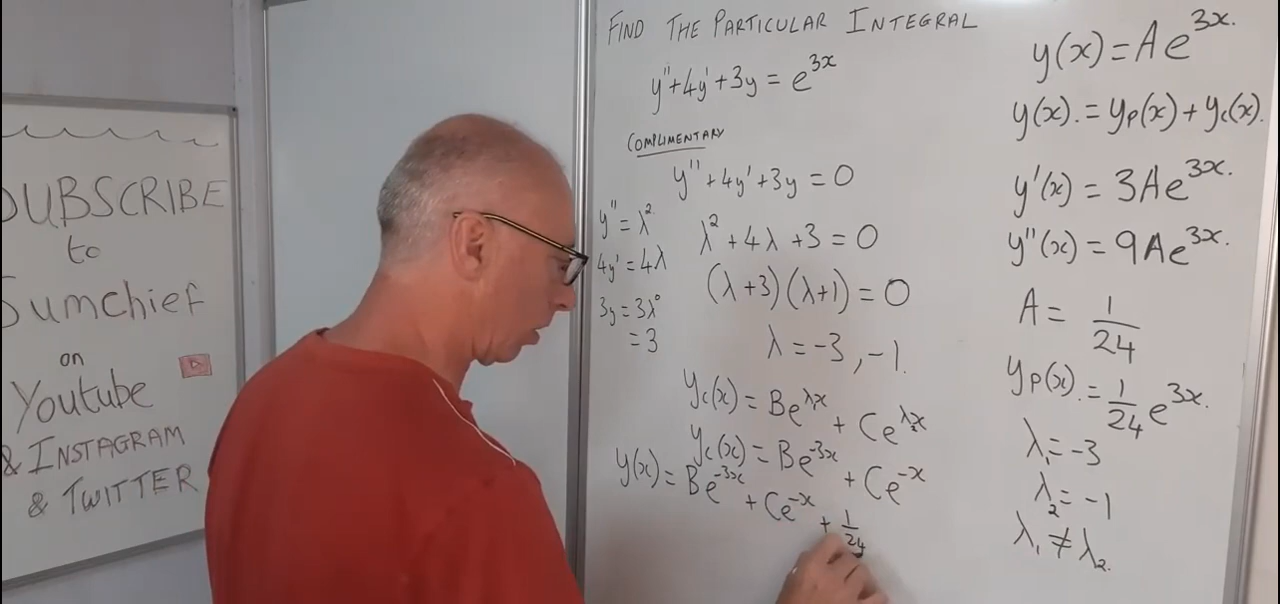 SUBSCRIBE
to
Sumchief
on
Youtube
& INSTAGRAM
& TWITTER
FIND THE PARTICULAR INTEGRAL
y''+4y'+3y = e^3x
COMPLIMENTARY
y''+4y'+3y = 0
y'' = λ²
4y' = 4λ
3y = 3λ⁰
= 3
λ²+4λ+3 = 0
(λ+3)(λ+1) = 0
λ = -3, -1.
yc(x) = Be^λ₁x + Ce^λ₂x
yc(x) = Be^-3x + Ce^-x
y(x) = Be^-3x + Ce^-x + 1/24
y(x) = Ae^3x.
y(x) = yp(x) + yc(x).
y'(x) = 3Ae^3x.
y''(x) = 9Ae^3x.
A = 1/24
yp(x) = 1/24 e^3x.
λ₁ = -3
λ₂ = -1
λ₁ ≠ λ₂.